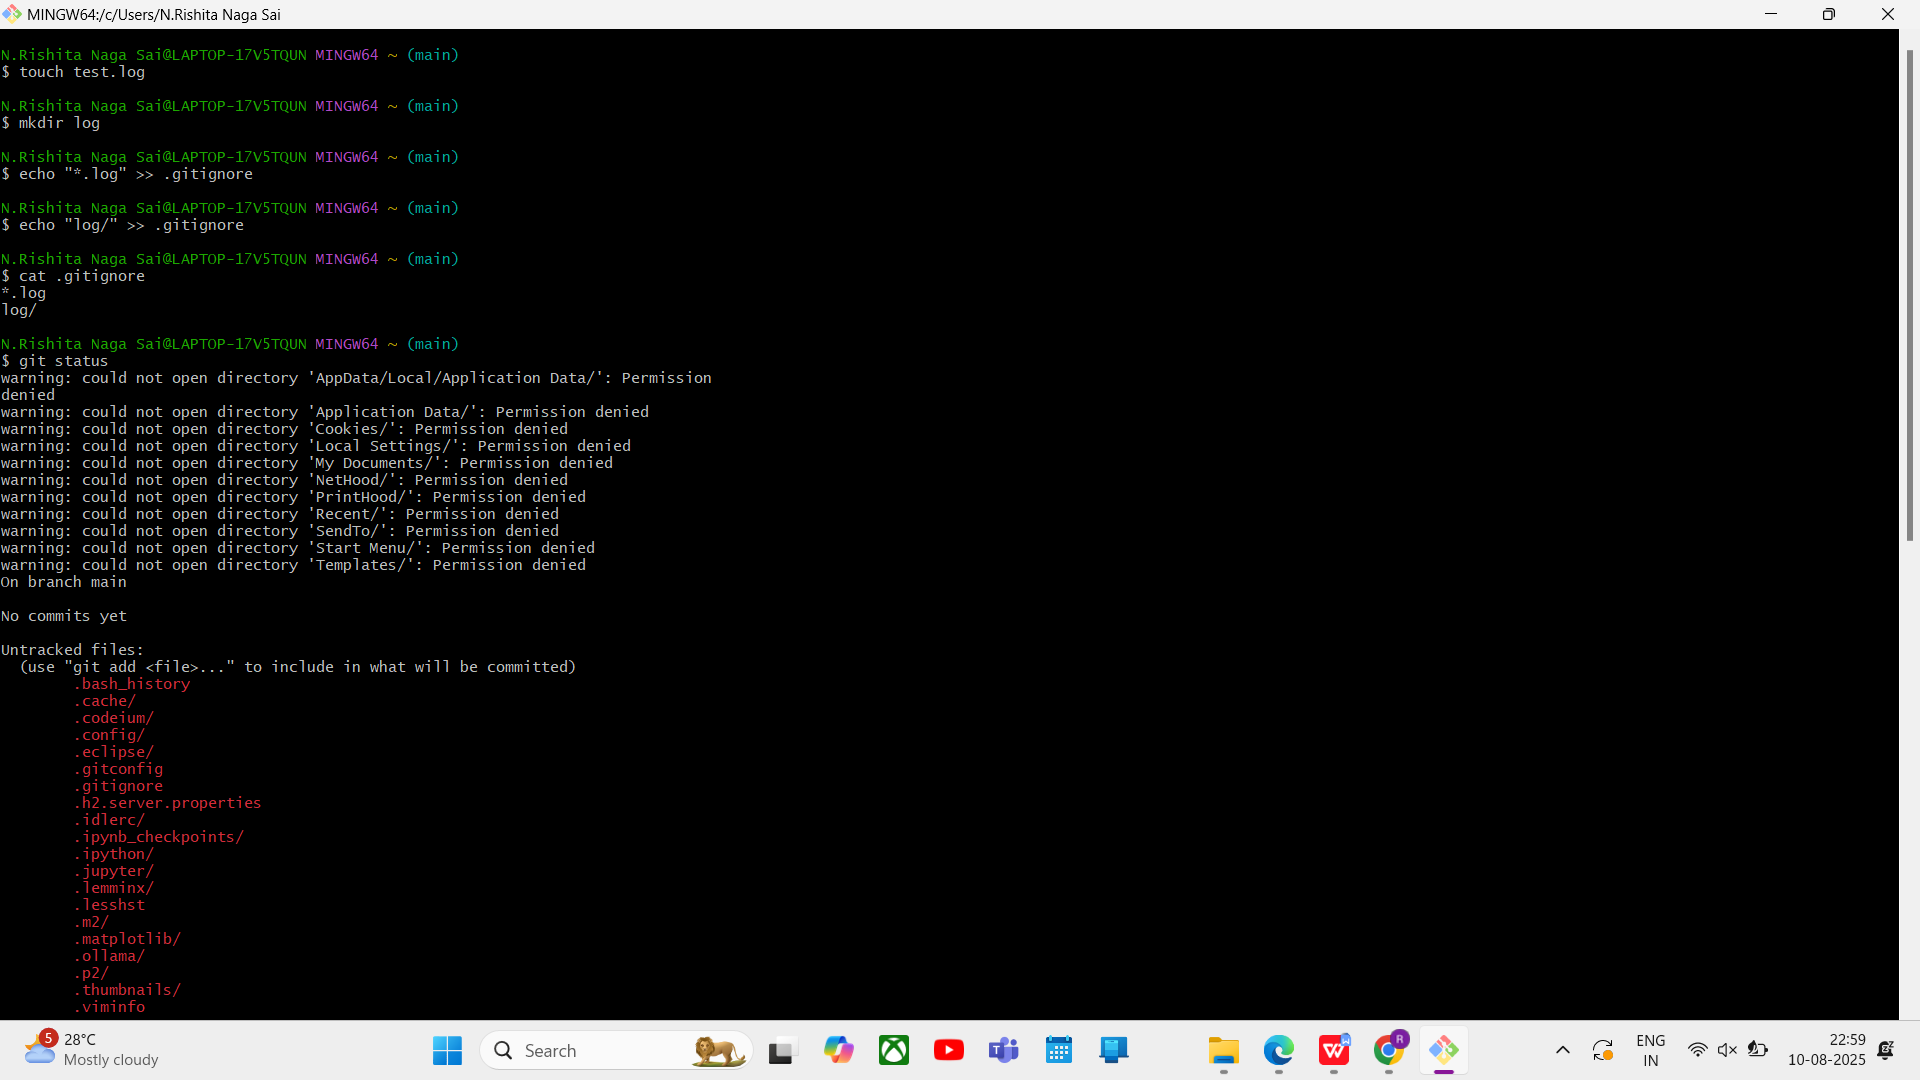 MINGW64:/c/Users/N.Rishita Naga Sai
N.Rishita Naga Sai@LAPTOP-17V5TQUN MINGW64 ~ (main)
$ touch test.log
N.Rishita Naga Sai@LAPTOP-17V5TQUN MINGW64 ~ (main)
$ mkdir log
N.Rishita Naga Sai@LAPTOP-17V5TQUN MINGW64 ~ (main)
$ echo "*.log" >> .gitignore
N.Rishita Naga Sai@LAPTOP-17V5TQUN MINGW64 ~ (main)
$ echo "log/" >> .gitignore
N.Rishita Naga Sai@LAPTOP-17V5TQUN MINGW64 ~ (main)
$ cat .gitignore
*.log
log/
N.Rishita Naga Sai@LAPTOP-17V5TQUN MINGW64 ~ (main)
$ git status
warning: could not open directory 'AppData/Local/Application Data/': Permission
denied
warning: could not open directory 'Application Data/': Permission denied
warning: could not open directory 'Cookies/': Permission denied
warning: could not open directory 'Local Settings/': Permission denied
warning: could not open directory 'My Documents/': Permission denied
warning: could not open directory 'NetHood/': Permission denied
warning: could not open directory 'PrintHood/': Permission denied
warning: could not open directory 'Recent/': Permission denied
warning: could not open directory 'SendTo/': Permission denied
warning: could not open directory 'Start Menu/': Permission denied
warning: could not open directory 'Templates/': Permission denied
On branch main
No commits yet
Untracked files:
(use "git add <file>..." to include in what will be committed)
.bash_history
.cache/
.codeium/
.config/
.eclipse/
.gitconfig
.gitignore
.h2.server.properties
.idlerc/
.ipynb_checkpoints/
.ipython/
.jupyter/
.lemminx/
.lesshst
.m2/
.matplotlib/
.ollama/
.p2/
.thumbnails/
.viminfo
5
28°C
Mostly cloudy
Search
R
ENG
IN
22:59
10-08-2025